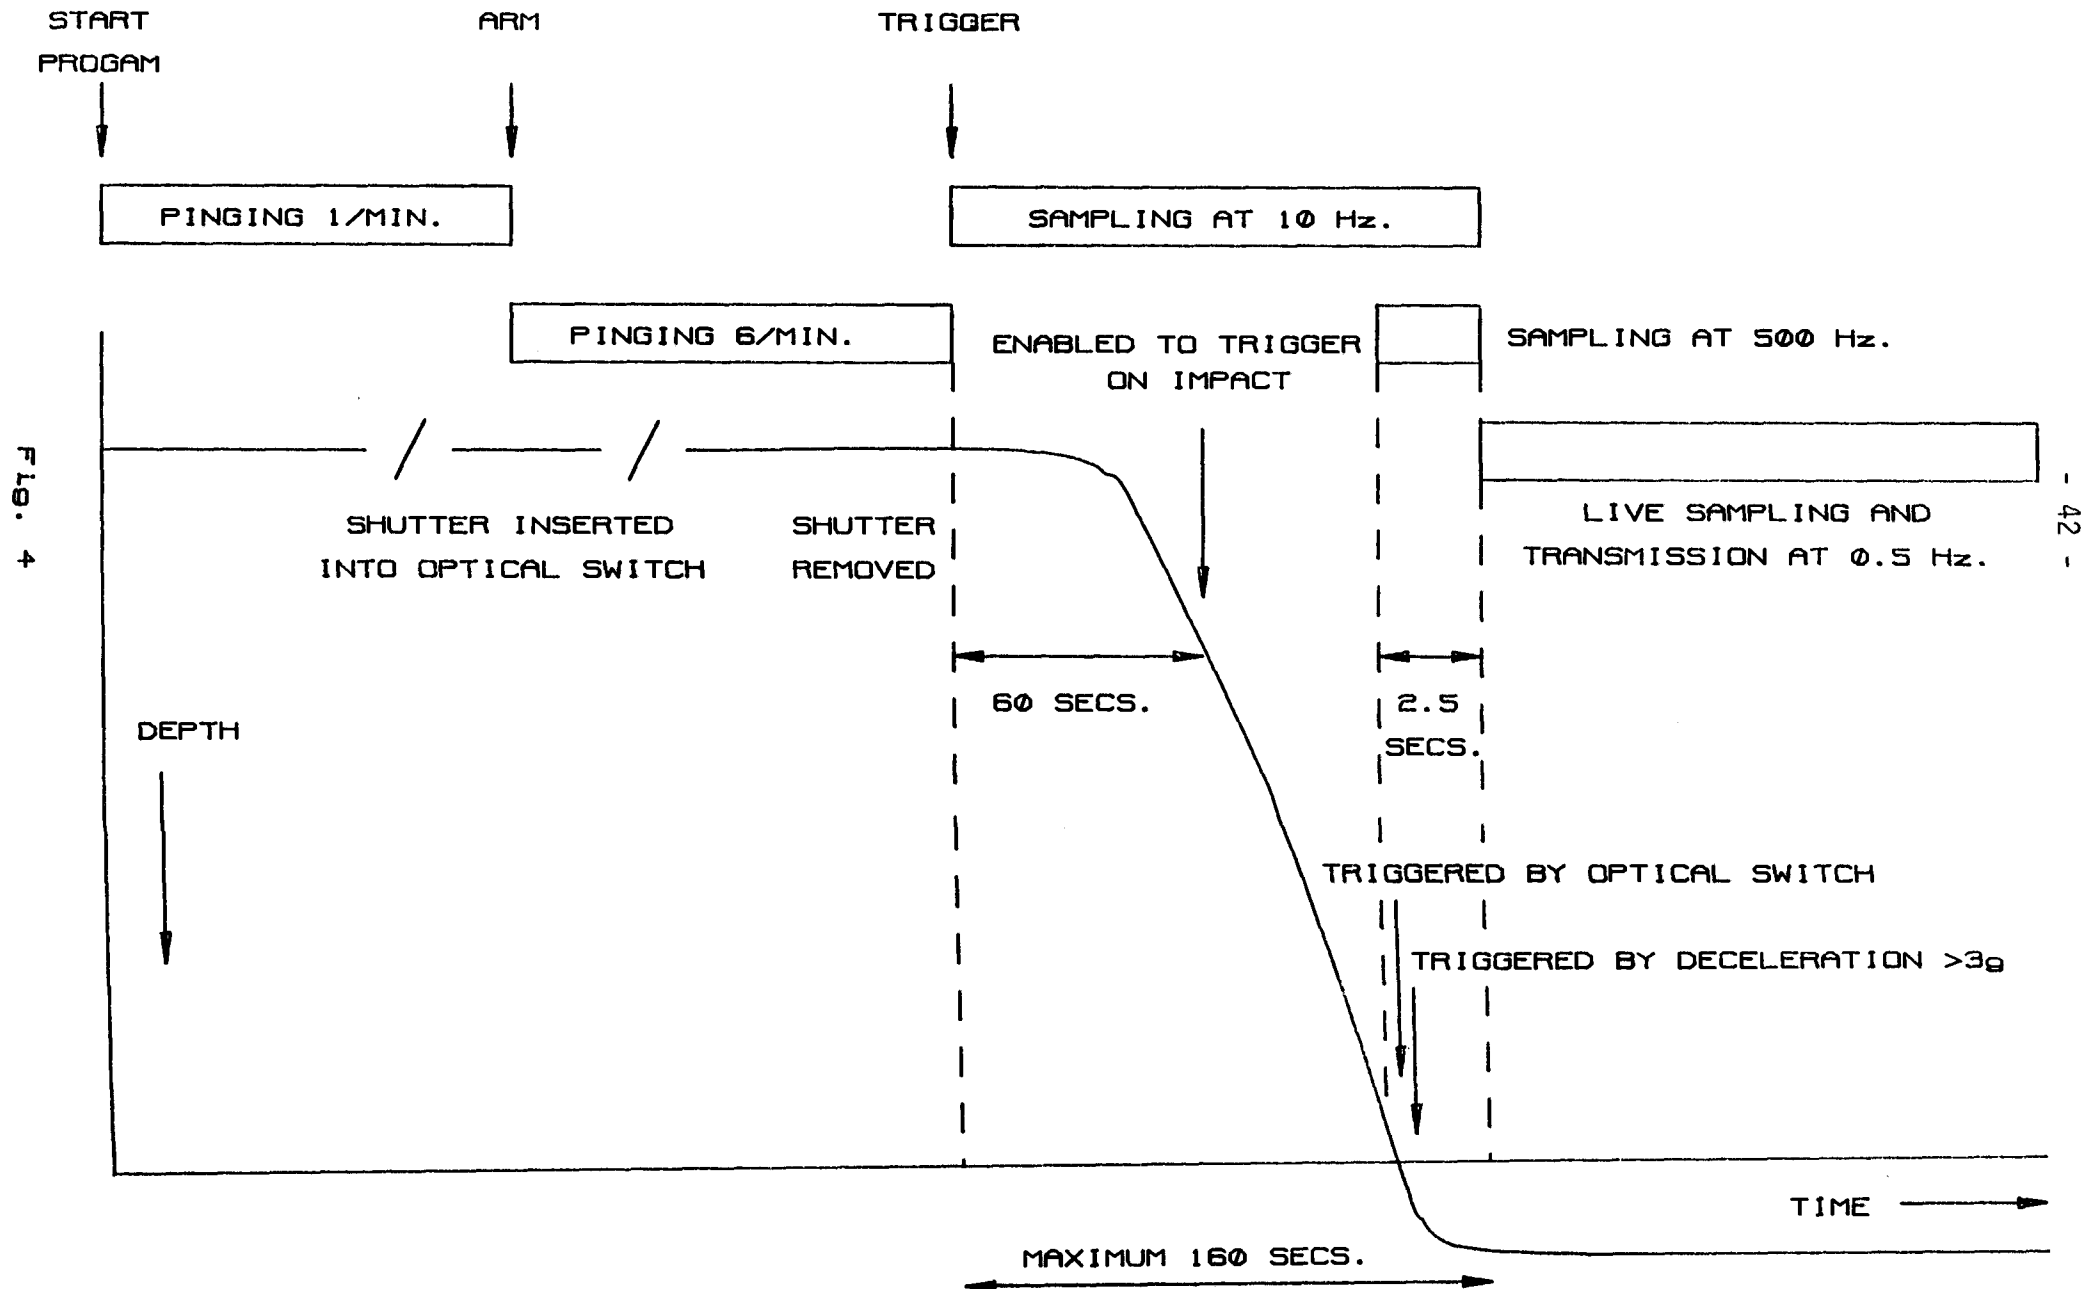 START
PROGAM
ARM
TRIGGER
PINGING 1/MIN.
SAMPLING AT 10 Hz.
PINGING 6/MIN.
ENABLED TO TRIGGER
ON IMPACT
SAMPLING AT 500 Hz.
SHUTTER INSERTED
INTO OPTICAL SWITCH
SHUTTER
REMOVED
LIVE SAMPLING AND
TRANSMISSION AT 0.5 Hz.
60 SECS.
2.5
SECS.
DEPTH
TRIGGERED BY OPTICAL SWITCH
TRIGGERED BY DECELERATION >3g
TIME
MAXIMUM 160 SECS.
Fig. 4
- 42 -